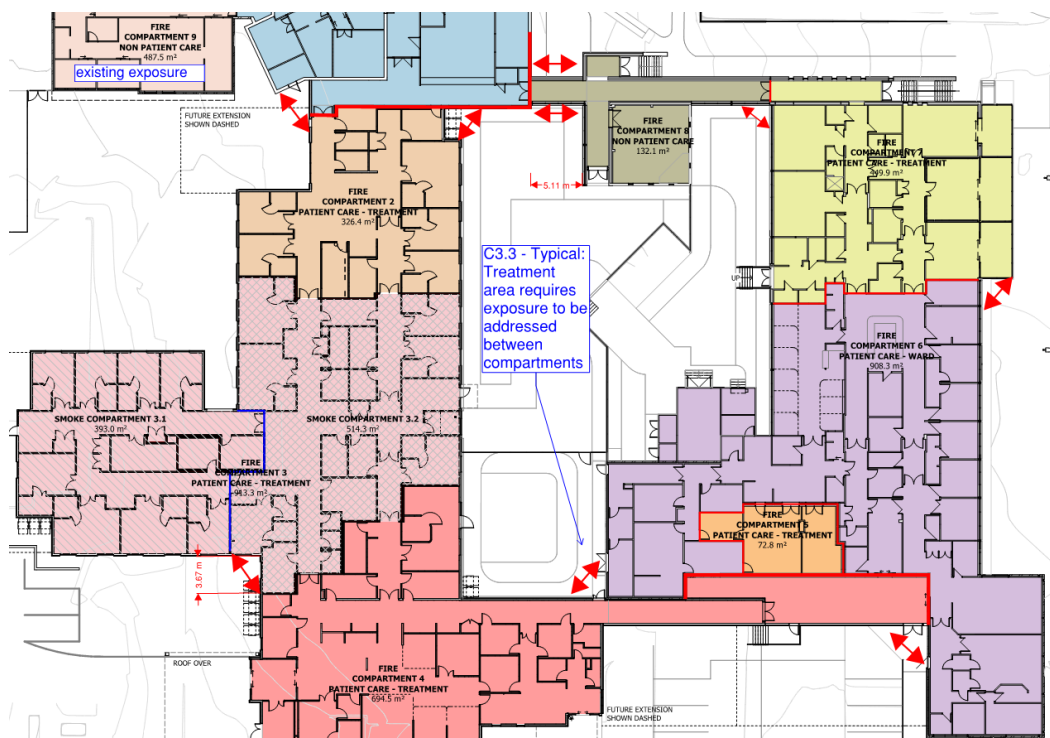 FIRE
COMPARTMENT 9
NON PATIENT CARE
487.5 m²
existing exposure
FUTURE EXTENSION
SHOWN DASHED
FIRE
COMPARTMENT 8
NON PATIENT CARE
132.1 m²
FIRE
COMPARTMENT 7
PATIENT CARE - TREATMENT
5.11 m
FIRE
COMPARTMENT 2
PATIENT CARE - TREATMENT
326.4 m²
C3.3 - Typical:
Treatment
area requires
exposure to be
addressed
between
compartments
UP
FIRE
COMPARTMENT 6
PATIENT CARE - WARD
908.3 m²
SMOKE COMPARTMENT 3.1
393.0 m²
SMOKE COMPARTMENT 3.2
514.3 m²
FIRE
COMPARTMENT 3
PATIENT CARE - TREATMENT
913.3 m²
FIRE
COMPARTMENT 5
PATIENT CARE - TREATMENT
72.8 m²
3.67 m
ROOF OVER
FIRE
COMPARTMENT 4
PATIENT CARE - TREATMENT
694.5 m²
FUTURE EXTENSION
SHOWN DASHED